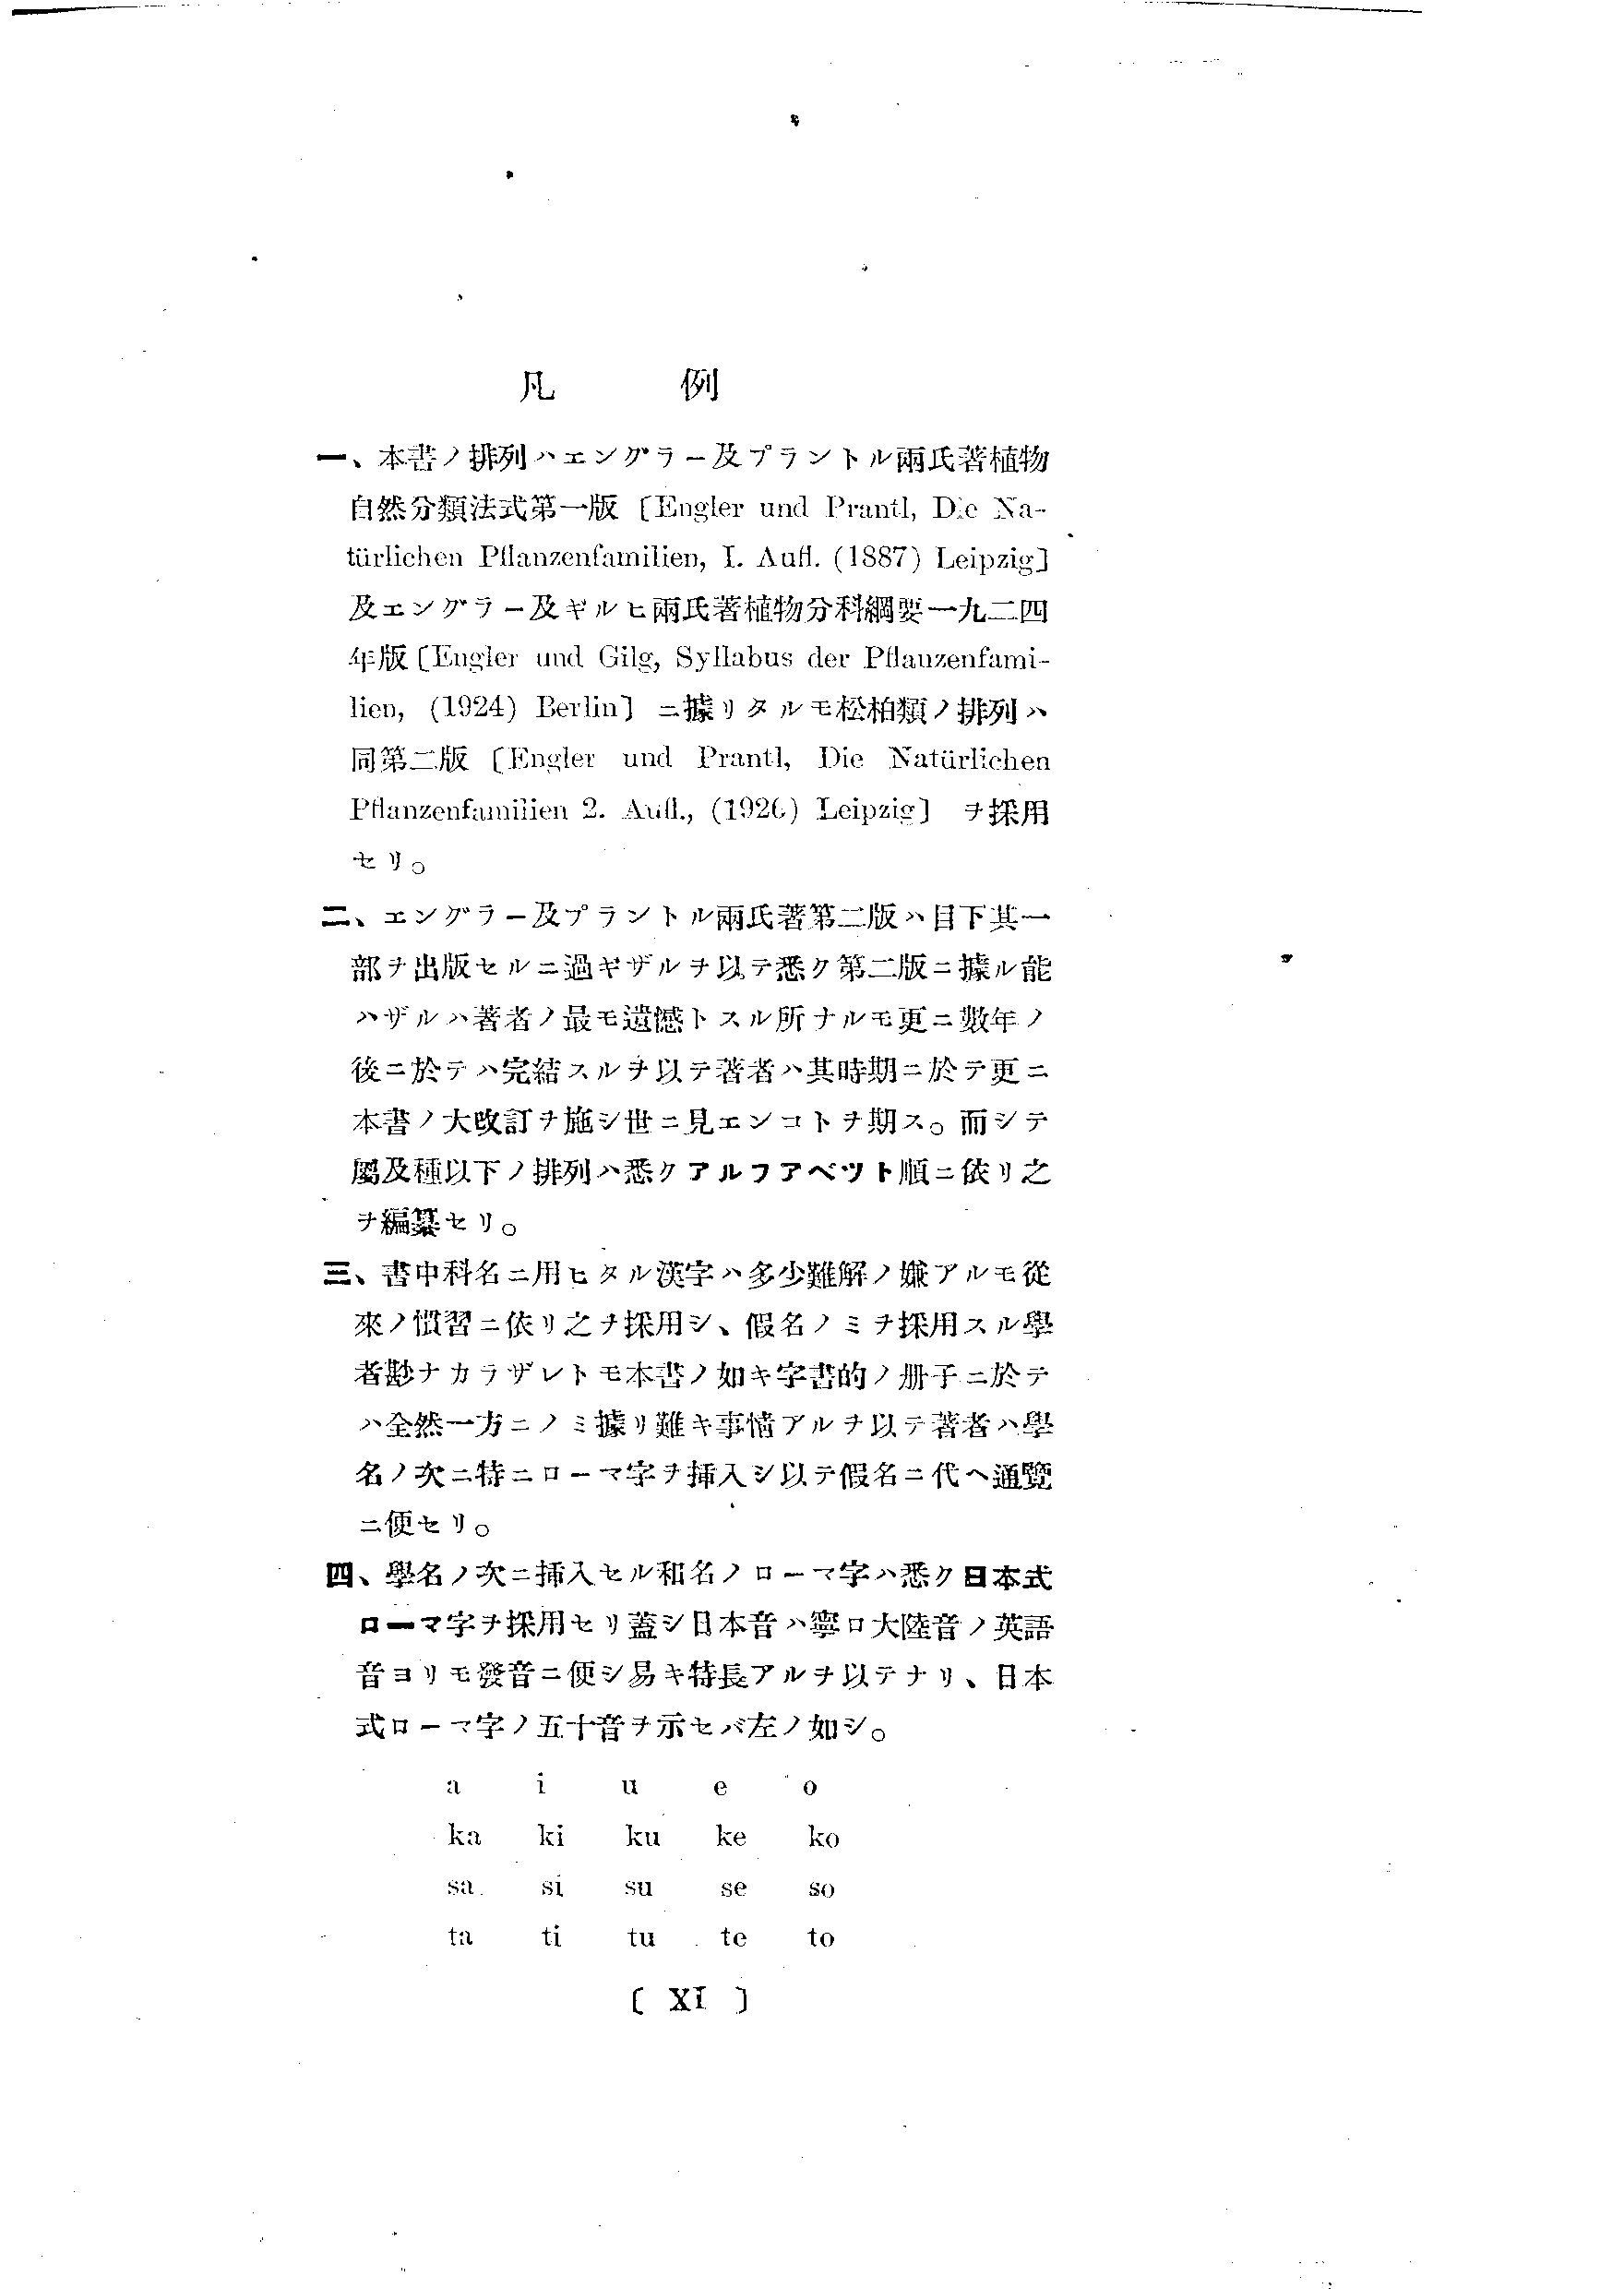 凡例
一、本書ノ排列ハエングラー及プラントル兩氏著植物
自然分類法式第一版〔Engler und Prantl, Die Na-
türlichen Pflanzenfamilien, I. Aufl. (1887) Leipzig〕
及エングラー及ギルヒ兩氏著植物分科綱要一九二四
年版〔Engler und Gilg, Syllabus der Pflanzenfami-
lien, (1924) Berlin〕ニ據リタルモ松柏類ノ排列ハ
同第二版〔Engler und Prantl, Die Natürlichen
Pflanzenfamilien 2. Aufl., (1926) Leipzig〕ヲ採用
セリ。
二、エングラー及プラントル兩氏著第二版ハ目下其一
部ヲ出版セルニ過ギザルヲ以テ悉ク第二版ニ據ル能
ハザルハ著者ノ最モ遺憾トスル所ナルモ更ニ數年ノ
後ニ於テハ完結スルヲ以テ著者ハ其時期ニ於テ更ニ
本書ノ大改訂ヲ施シ世ニ見エンコトヲ期ス。而シテ
屬及種以下ノ排列ハ悉クアルフアベツト順ニ依リ之
ヲ編纂セリ。
三、書中科名ニ用ヒタル漢字ハ多少難解ノ嫌アルモ從
來ノ慣習ニ依リ之ヲ採用シ、假名ノミヲ採用スル學
者尠ナカラザレトモ本書ノ如キ字書的ノ册子ニ於テ
ハ全然一方ニノミ據リ難キ事情アルヲ以テ著者ハ學
名ノ次ニ特ニローマ字ヲ挿入シ以テ假名ニ代ヘ通覽
ニ便セリ。
四、學名ノ次ニ挿入セル和名ノローマ字ハ悉ク日本式
ローマ字ヲ採用セリ蓋シ日本音ハ寧ロ大陸音ノ英語
音ヨリモ發音ニ便シ易キ特長アルヲ以テナリ、日本
式ローマ字ノ五十音ヲ示セバ左ノ如シ。
a i u e o
ka ki ku ke ko
sa si su se so
ta ti tu te to
〔 XI 〕